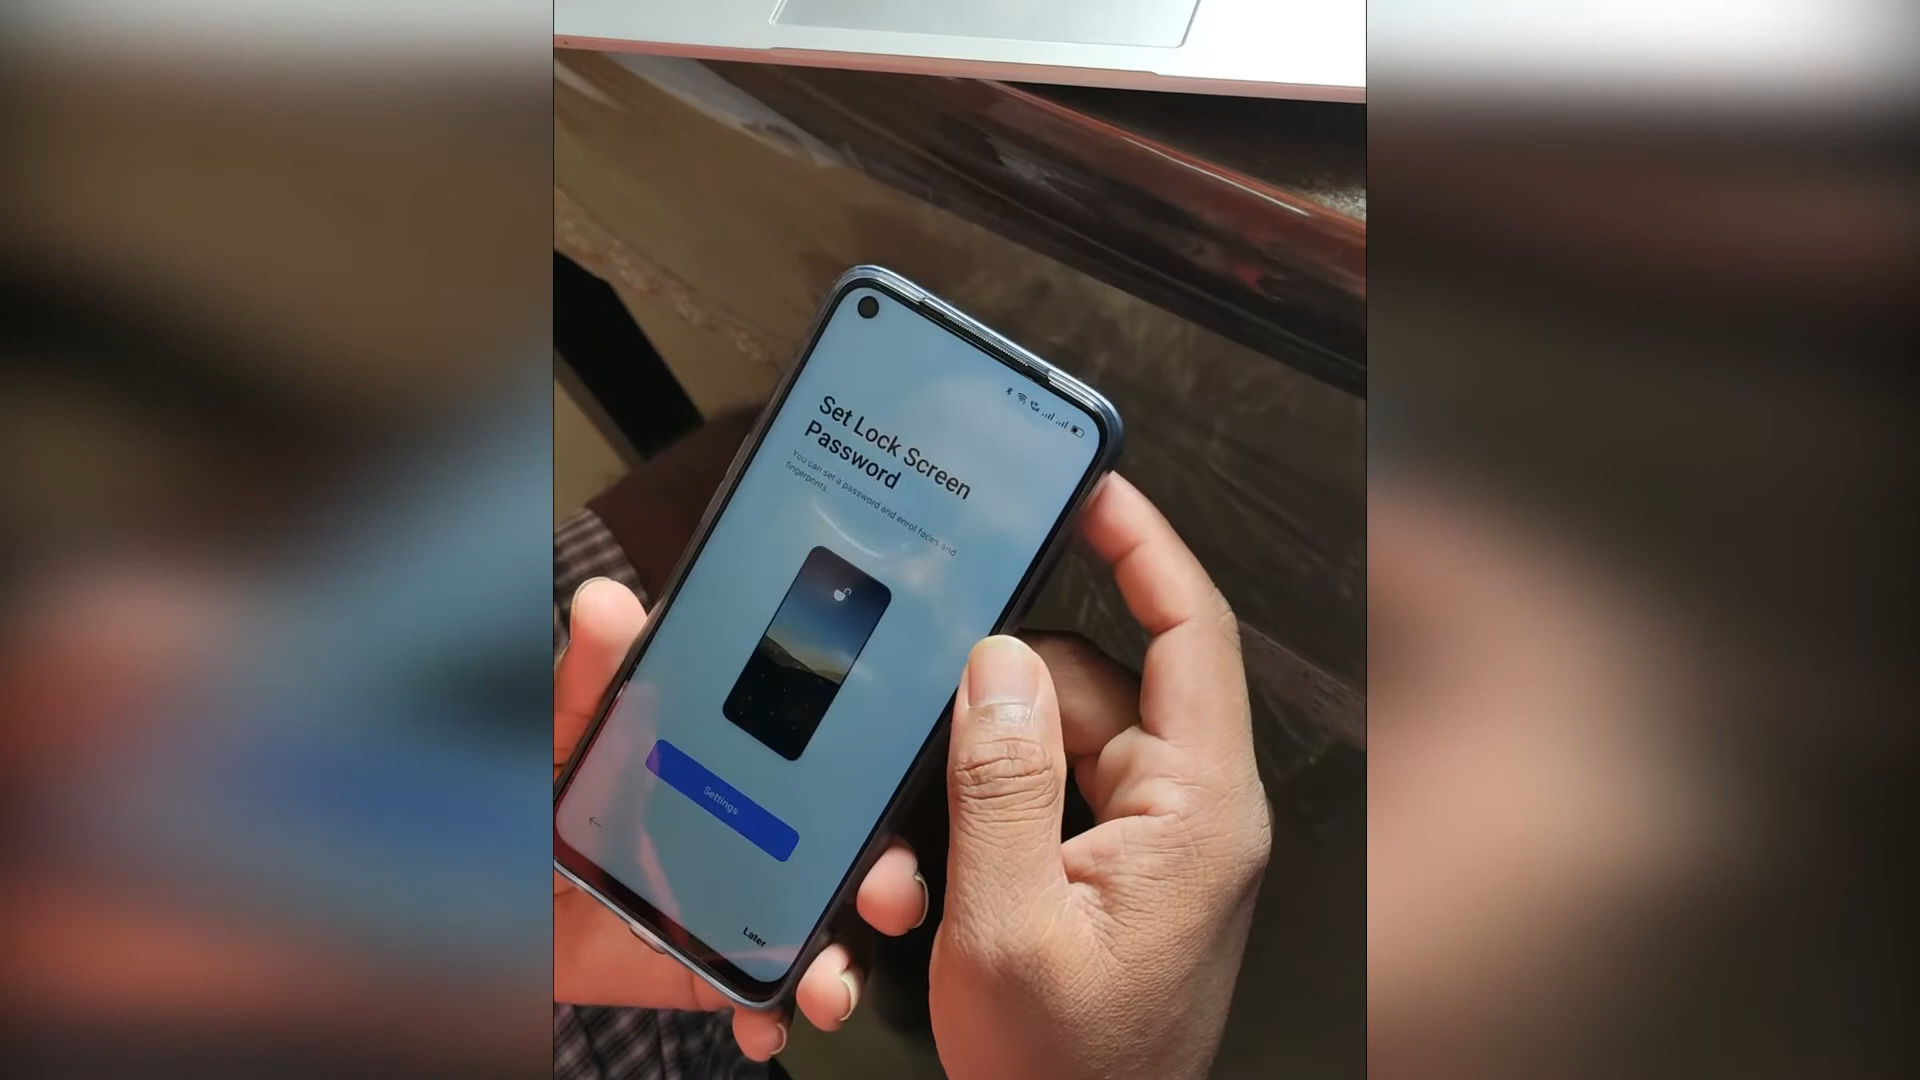 Set Lock Screen
Password
You can set a password and enrol faces and
fingerprints.
Settings
Later